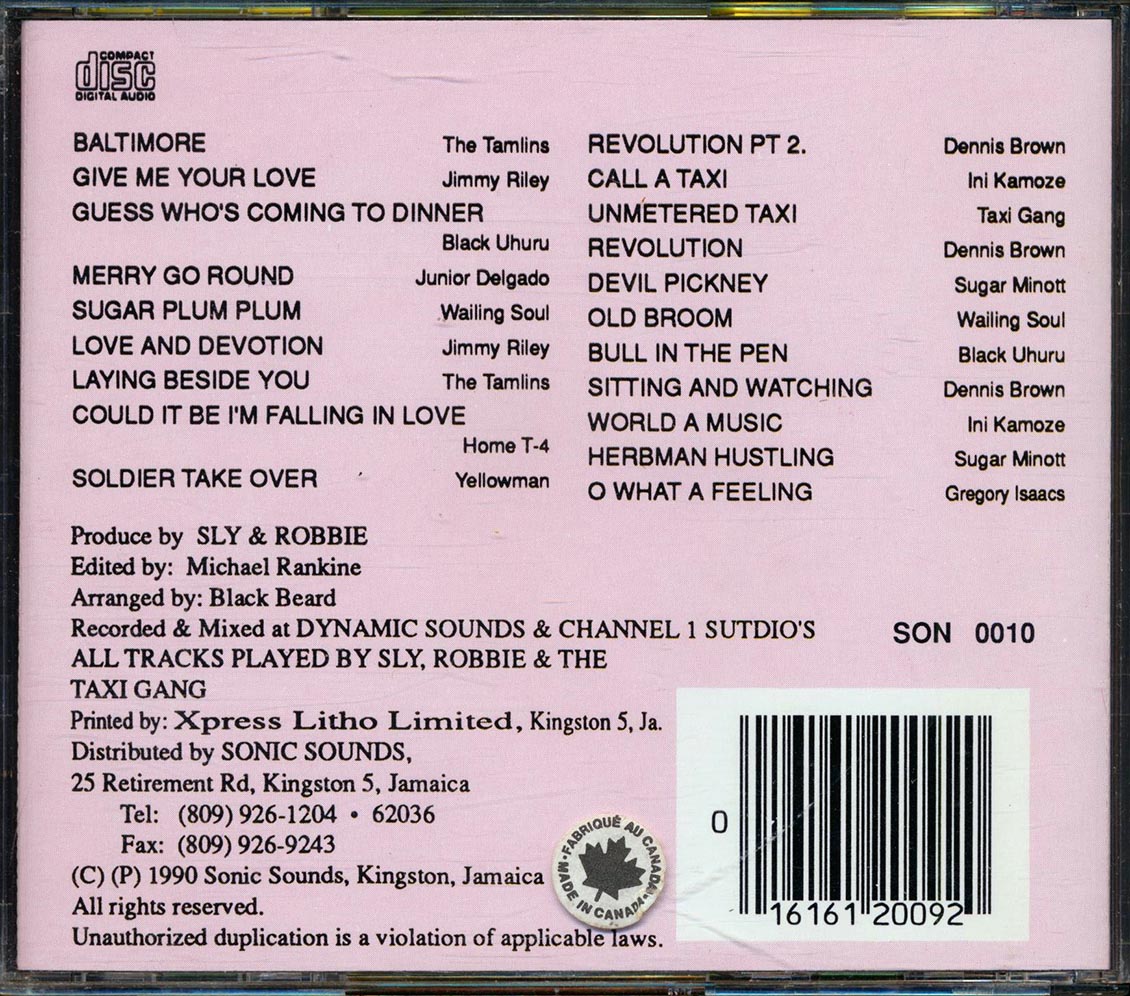 COMPACT
disc
DIGITAL AUDIO
BALTIMORE The Tamlins
GIVE ME YOUR LOVE Jimmy Riley
GUESS WHO'S COMING TO DINNER
Black Uhuru
MERRY GO ROUND Junior Delgado
SUGAR PLUM PLUM Wailing Soul
LOVE AND DEVOTION Jimmy Riley
LAYING BESIDE YOU The Tamlins
COULD IT BE I'M FALLING IN LOVE
Home T-4
SOLDIER TAKE OVER Yellowman
REVOLUTION PT 2. Dennis Brown
CALL A TAXI Ini Kamoze
UNMETERED TAXI Taxi Gang
REVOLUTION Dennis Brown
DEVIL PICKNEY Sugar Minott
OLD BROOM Wailing Soul
BULL IN THE PEN Black Uhuru
SITTING AND WATCHING Dennis Brown
WORLD A MUSIC Ini Kamoze
HERBMAN HUSTLING Sugar Minott
O WHAT A FEELING Gregory Isaacs
Produce by SLY & ROBBIE
Edited by: Michael Rankine
Arranged by: Black Beard
Recorded & Mixed at DYNAMIC SOUNDS & CHANNEL 1 SUTDIO'S
ALL TRACKS PLAYED BY SLY, ROBBIE & THE
TAXI GANG
Printed by: Xpress Litho Limited, Kingston 5, Ja.
Distributed by SONIC SOUNDS,
25 Retirement Rd, Kingston 5, Jamaica
Tel: (809) 926-1204 • 62036
Fax: (809) 926-9243
(C) (P) 1990 Sonic Sounds, Kingston, Jamaica
All rights reserved.
Unauthorized duplication is a violation of applicable laws.
SON 0010
FABRIQUÉ AU CANADA
MADE IN CANADA
0 16161 20092